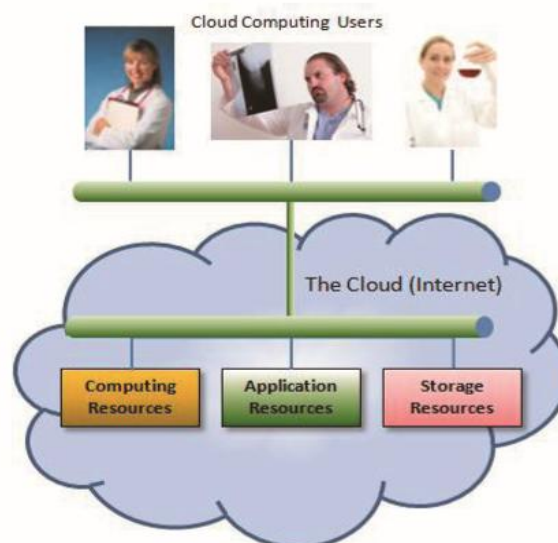 Cloud Computing Users
The Cloud (Internet)
Computing
Resources
Application
Resources
Storage
Resources